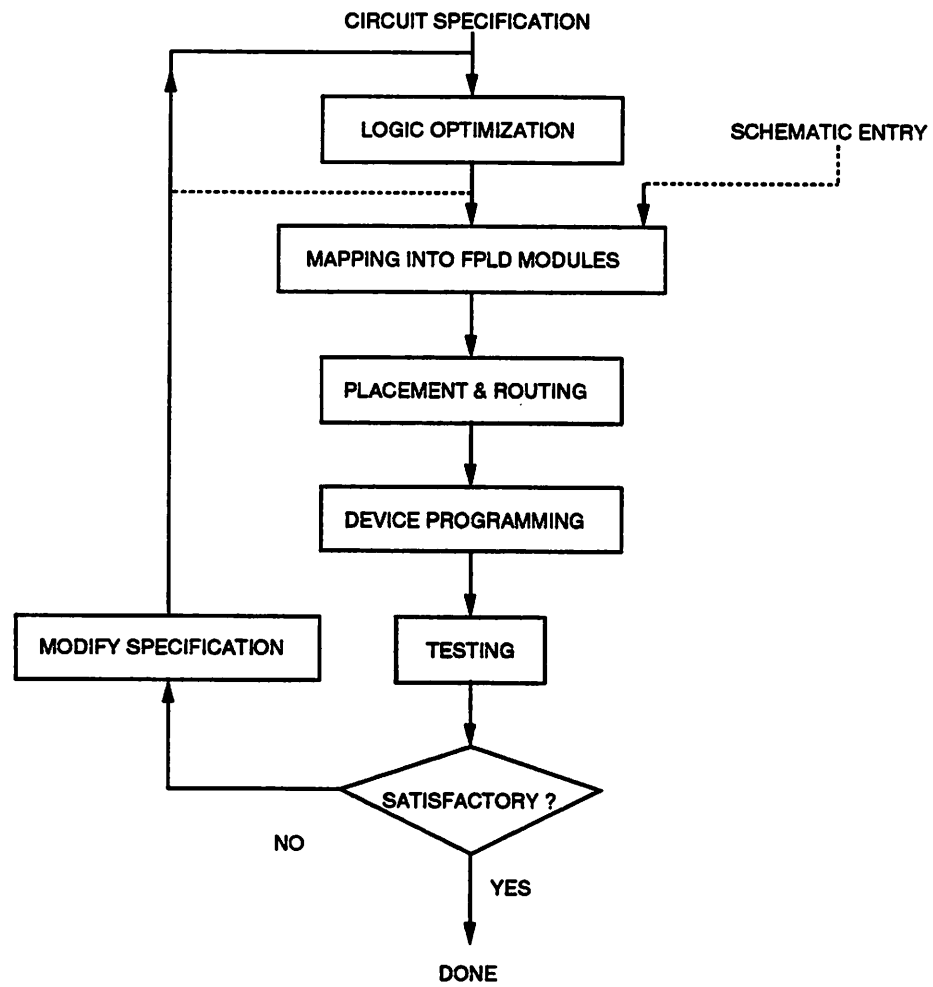 CIRCUIT SPECIFICATION
LOGIC OPTIMIZATION
SCHEMATIC ENTRY
MAPPING INTO FPLD MODULES
PLACEMENT & ROUTING
DEVICE PROGRAMMING
MODIFY SPECIFICATION
TESTING
SATISFACTORY ?
NO
YES
DONE